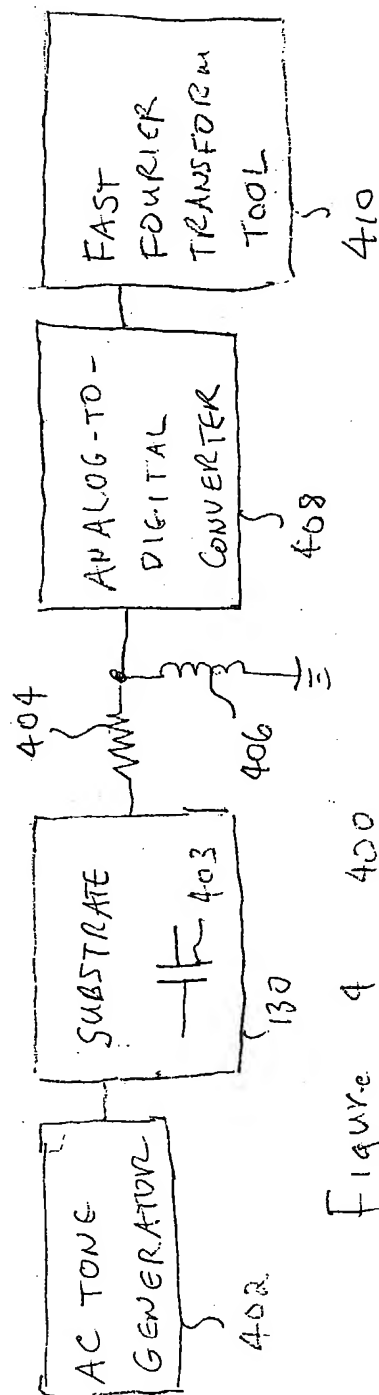 AC TONE
GENERATOR
402
SUBSTRATE
403
130
404
406
ANALOG-TO-
DIGITAL
CONVERTER
408
FAST
FOURIER
TRANSFORM
TOOL
410
Figure 4 400